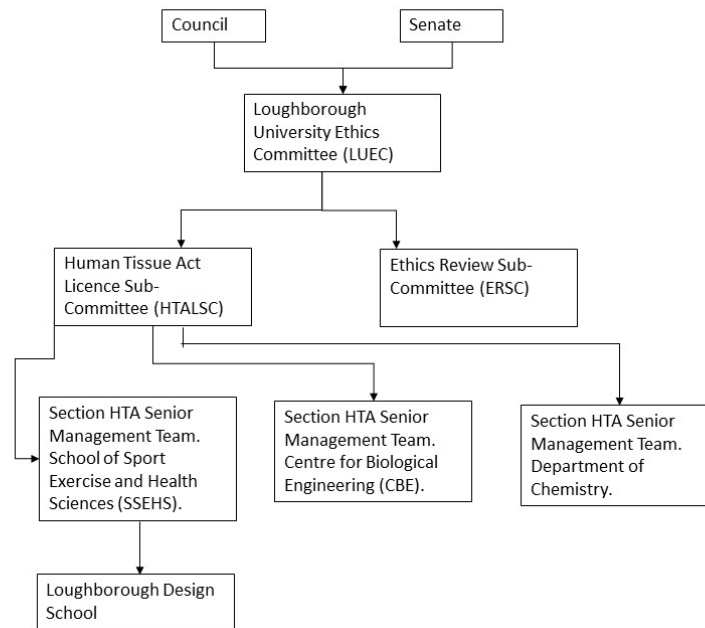 Council
Senate
Loughborough
University Ethics
Committee (LUEC)
Human Tissue Act
Licence Sub-
Committee (HTALSC)
Ethics Review Sub-
Committee (ERSC)
Section HTA Senior
Management Team.
School of Sport
Exercise and Health
Sciences (SSEHS).
Section HTA Senior
Management Team.
Centre for Biological
Engineering (CBE).
Section HTA Senior
Management Team.
Department of
Chemistry.
Loughborough Design
School